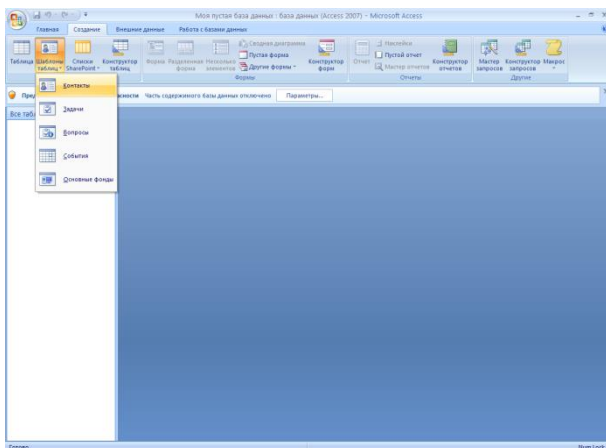 Моя пустая база данных : база данных (Access 2007) - Microsoft Access
Главная Создание Внешние данные Работа с базами данных
Таблица Шаблоны таблиц Списки SharePoint Конструктор таблиц
Форма Разделенная форма Несколько элементов Сводная диаграмма Пустая форма Другие формы Конструктор форм
Отчет Наклейки Пустой отчет Мастер отчетов Конструктор отчетов
Мастер запросов Конструктор запросов Макрос
Формы Отчеты Другие
Часть содержимого базы данных отключено Параметры...
Контакты
Задачи
Вопросы
События
Основные фонды
Готово Num Lock